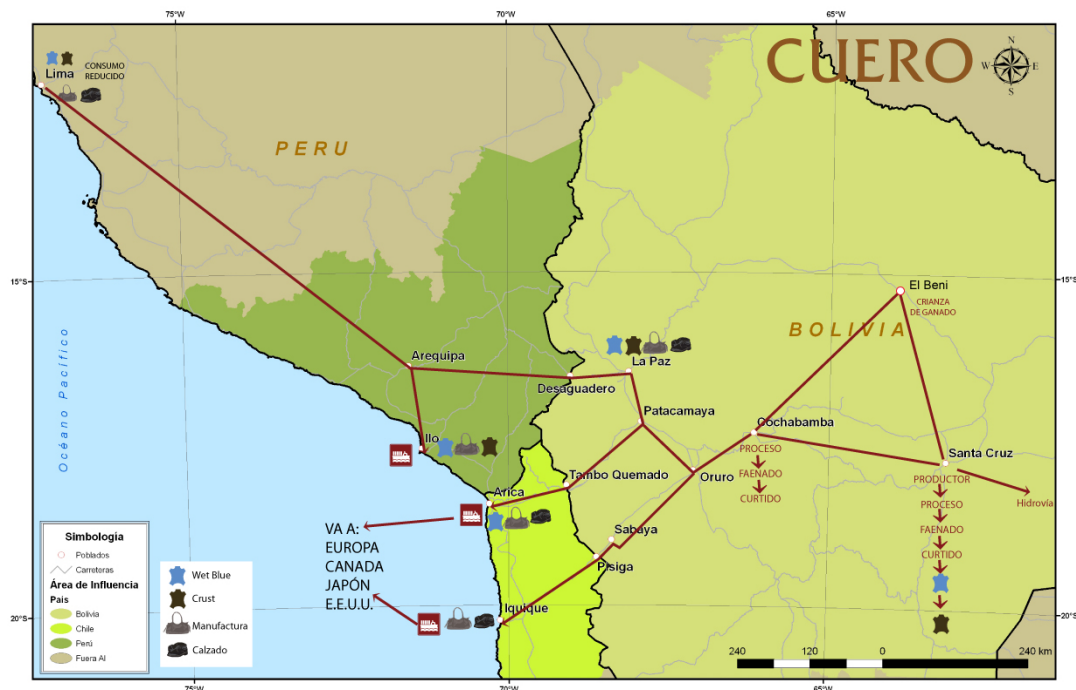 75°W
70°W
65°W
CUERO
N
W
E
S
Lima
CONSUMO
REDUCIDO
PERU
15°S
15°S
El Beni
CRIANZA
DE GANADO
BOLIVIA
Océano Pacífico
Arequipa
La Paz
Desaguadero
Patacamaya
Cochabamba
Ilo
PROCESO
FAENADO
CURTIDO
Santa Cruz
PRODUCTOR
PROCESO
FAENADO
CURTIDO
Hidrovía
Oruro
Tambo Quemado
Arica
Sabaya
Pisiga
VA A:
EUROPA
CANADA
JAPÓN
E.E.U.U.
Iquique
Simbologia
Poblados
Carreteras
Área de Influencia
Pais
Bolivia
Chile
Perú
Fuera AI
Wet Blue
Crust
Manufactura
Calzado
20°S
20°S
240 120 0 240 km
75°W
70°W
65°W